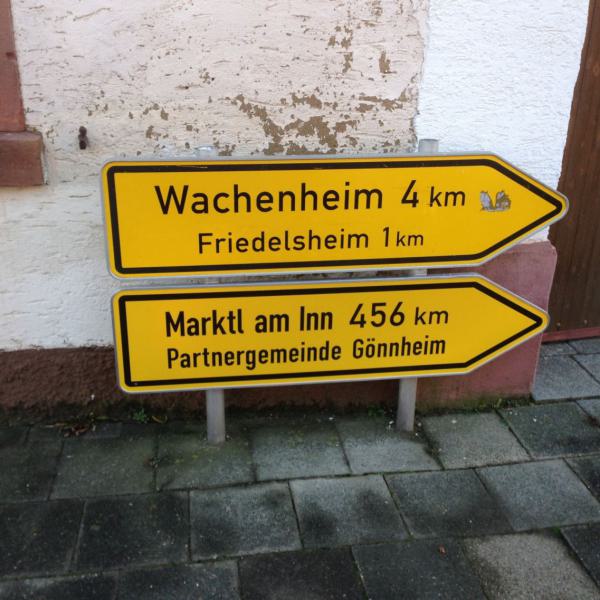 Wachenheim 4 km
Friedelsheim 1 km
Marktl am Inn 456 km
Partnergemeinde Gönnheim